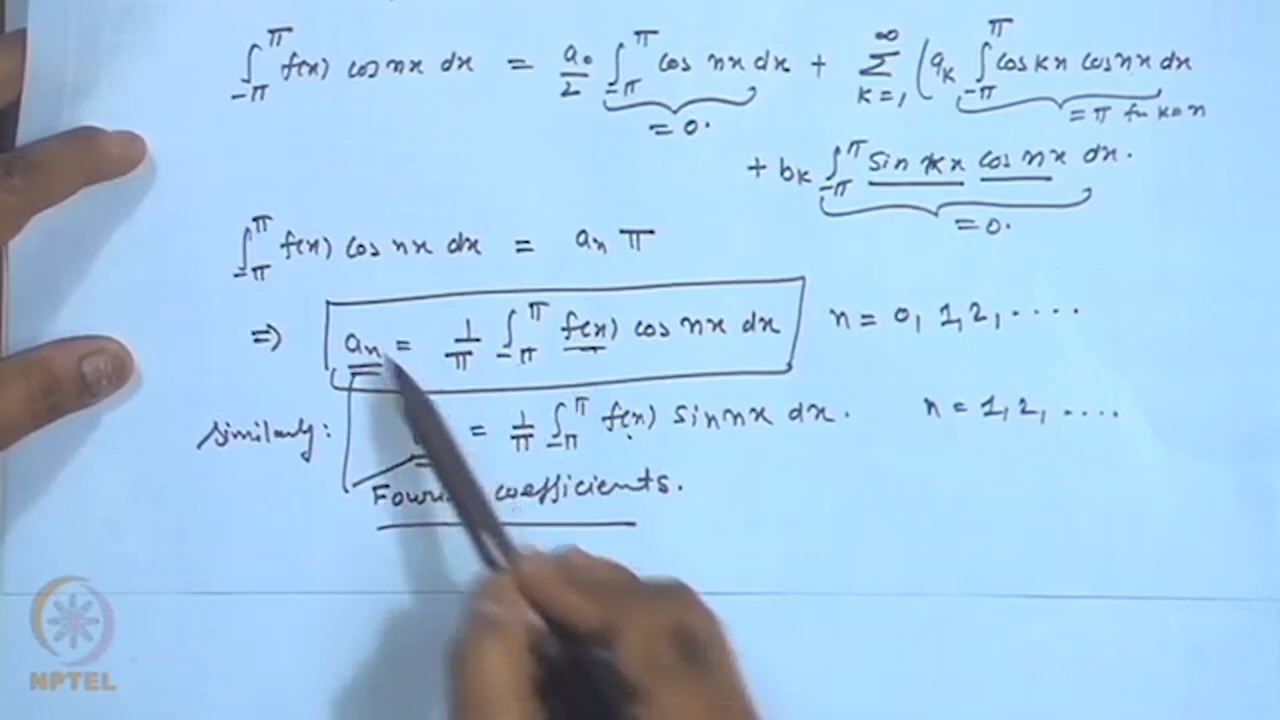 ∫_{-π}^{π} f(x) cos nx dx = a₀/2 ∫_{-π}^{π} cos nx dx + ∑_{k=1}^{∞} (a_k ∫_{-π}^{π} cos kx cos nx dx
= 0.
= π for k=n
+ b_k ∫_{-π}^{π} sin kx cos nx dx.
= 0.
∫_{-π}^{π} f(x) cos nx dx = a_n π
⇒ a_n = 1/π ∫_{-π}^{π} f(x) cos nx dx n = 0, 1, 2, ....
Similarly: = 1/π ∫_{-π}^{π} f(x) sin nx dx. n = 1, 2, ....
coefficients.
NPTEL